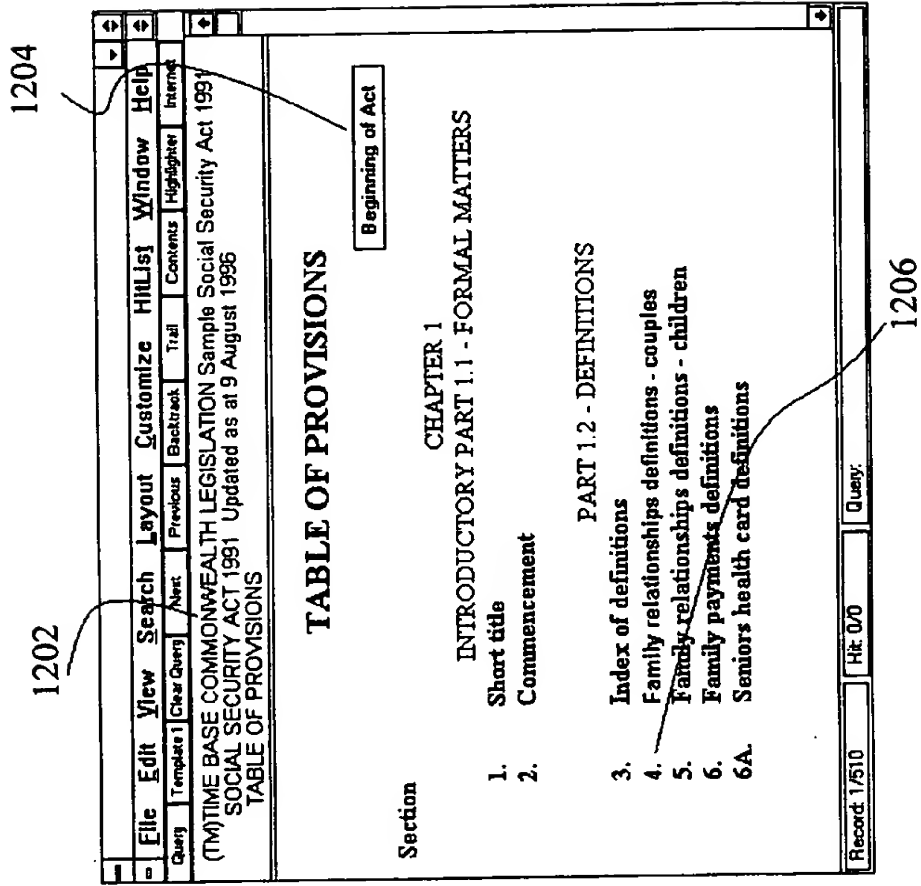 1204
1202
File Edit View Search Layout Customize HitList Window Help
Query Template 1 Clear Query Next Previous Backtrack Trail Contents Highlighter Internet
(TM)TIME BASE COMMONWEALTH LEGISLATION Sample Social Security Act 1991
SOCIAL SECURITY ACT 1991 Updated as at 9 August 1996
TABLE OF PROVISIONS
TABLE OF PROVISIONS
Beginning of Act
CHAPTER 1
INTRODUCTORY PART 1.1 - FORMAL MATTERS
Section
1. Short title
2. Commencement
PART 1.2 - DEFINITIONS
3. Index of definitions
4. Family relationships definitions - couples
5. Family relationships definitions - children
6. Family payments definitions
6A. Seniors health card definitions
Record: 1/510 Hit: 0/0 Query:
1206